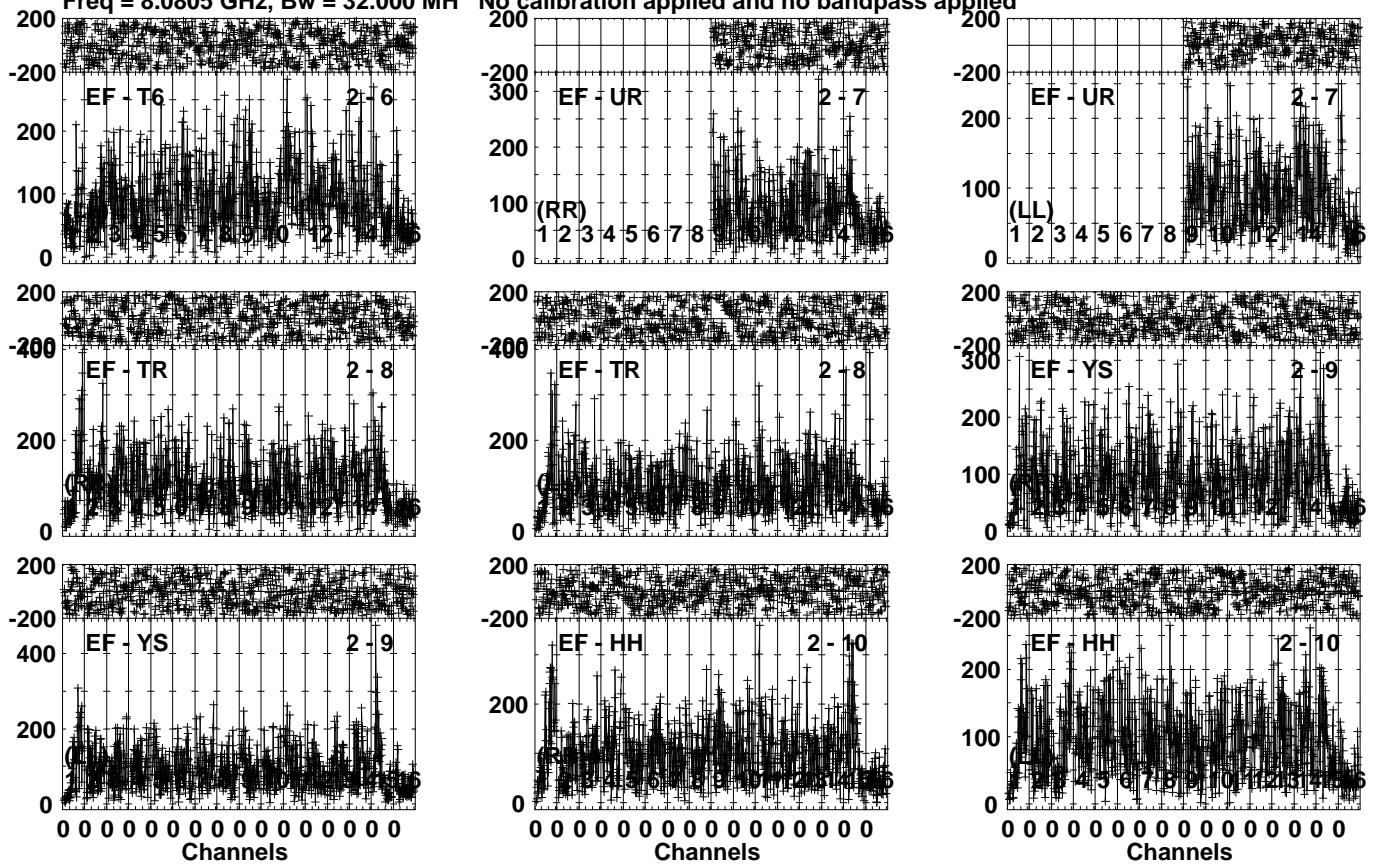 Freq = 8.0805 GHz, Bw = 32.000 MH No calibration applied and no bandpass applied
200 200 200
-200 -200 -200
EF - T6 2 - 6
300 EF - UR 2 - 7
EF - UR 2 - 7
200 200 200
100 100 100
(RR) (LL)
1 2 3 4 5 6 7 8
1 2 3 4 5 6 7 8
0 0 0
200 200 200
-200 -200 -200
400 400 300
EF - TR 2 - 8
EF - TR 2 - 8
EF - YS 2 - 9
200 200 200
100
0 0 0
200 200 200
-200 -200 -200
EF - YS 2 - 9
EF - HH 2 - 10
EF - HH 2 - 10
400
200 200 200
100
0 0 0
0 0 0 0 0 0 0 0 0 0 0 0 0 0 0 0
0 0 0 0 0 0 0 0 0 0 0 0 0 0 0 0
0 0 0 0 0 0 0 0 0 0 0 0 0 0 0 0
Channels Channels Channels